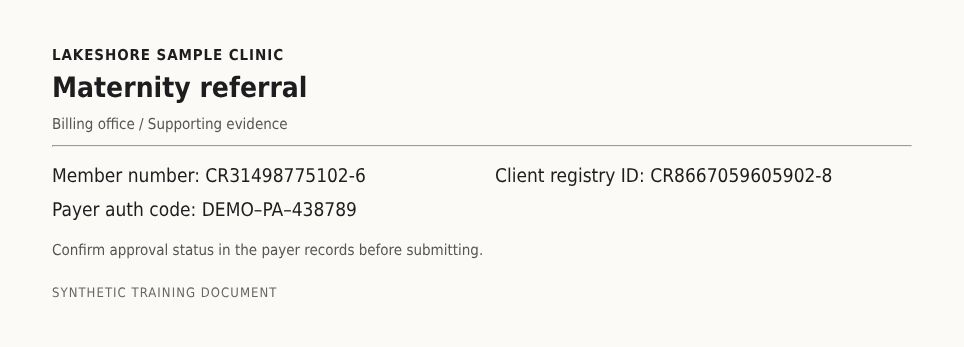 LAKESHORE SAMPLE CLINIC
Maternity referral
Billing office / Supporting evidence
Member number: CR31498775102-6
Client registry ID: CR8667059605902-8
Payer auth code: DEMO–PA–438789
Confirm approval status in the payer records before submitting.
SYNTHETIC TRAINING DOCUMENT